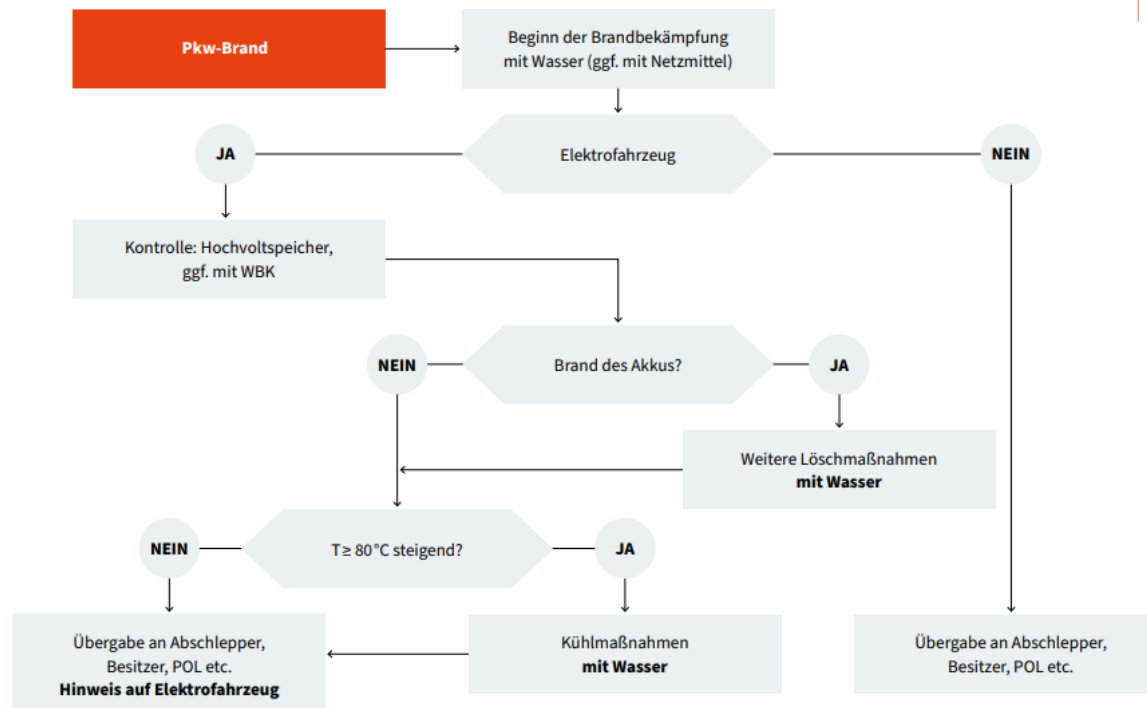 Pkw-Brand
Beginn der Brandbekämpfung
mit Wasser (ggf. mit Netzmittel)
JA
Elektrofahrzeug
NEIN
Kontrolle: Hochvoltspeicher,
ggf. mit WBK
NEIN
Brand des Akkus?
JA
Weitere Löschmaßnahmen
mit Wasser
NEIN
T ≥ 80 °C steigend?
JA
Übergabe an Abschlepper,
Besitzer, POL etc.
Hinweis auf Elektrofahrzeug
Kühlmaßnahmen
mit Wasser
Übergabe an Abschlepper,
Besitzer, POL etc.